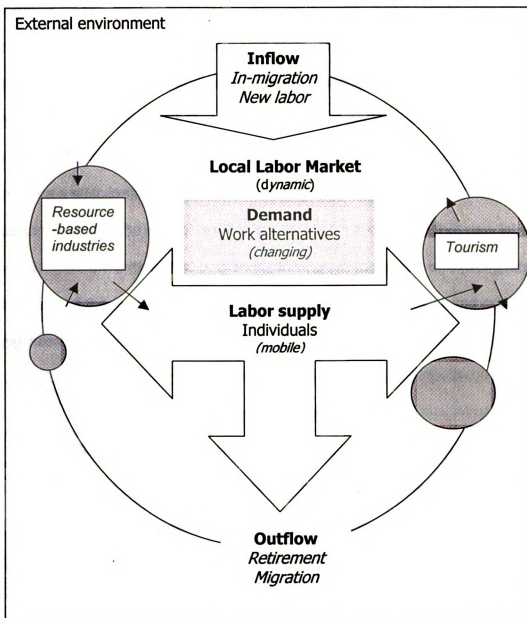 External environment
Inflow
In-migration
New labor
Local Labor Market
(dynamic)
Demand
Work alternatives
(changing)
Resource
-based
industries
Tourism
Labor supply
Individuals
(mobile)
Outflow
Retirement
Migration